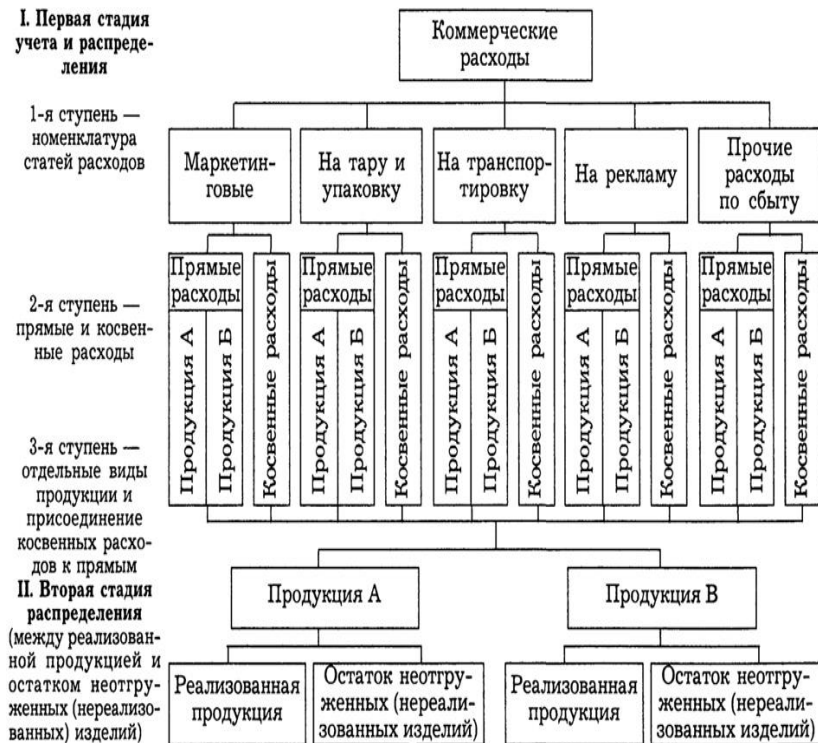 I. Первая стадия
учета и распреде-
ления
Коммерческие
расходы
1-я ступень —
номенклатура
статей расходов
Маркетин-
говые
На тару и
упаковку
На транспор-
тировку
На рекламу
Прочие
расходы
по сбыту
2-я ступень —
прямые и косвен-
ные расходы
Прямые
расходы
Продукция А
Продукция Б
Косвенные расходы
Прямые
расходы
Продукция А
Продукция Б
Косвенные расходы
Прямые
расходы
Продукция А
Продукция Б
Косвенные расходы
Прямые
расходы
Продукция А
Продукция Б
Косвенные расходы
Прямые
расходы
Продукция А
Продукция Б
Косвенные расходы
3-я ступень —
отдельные виды
продукции и
присоединение
косвенных расхо-
дов к прямым
II. Вторая стадия
распределения
(между реализован-
ной продукцией и
остатком неотгру-
женных (нереализо-
ванных) изделий)
Продукция А
Продукция В
Реализованная
продукция
Остаток неотгру-
женных (нереали-
зованных изделий)
Реализованная
продукция
Остаток неотгру-
женных (нереали-
зованных изделий)